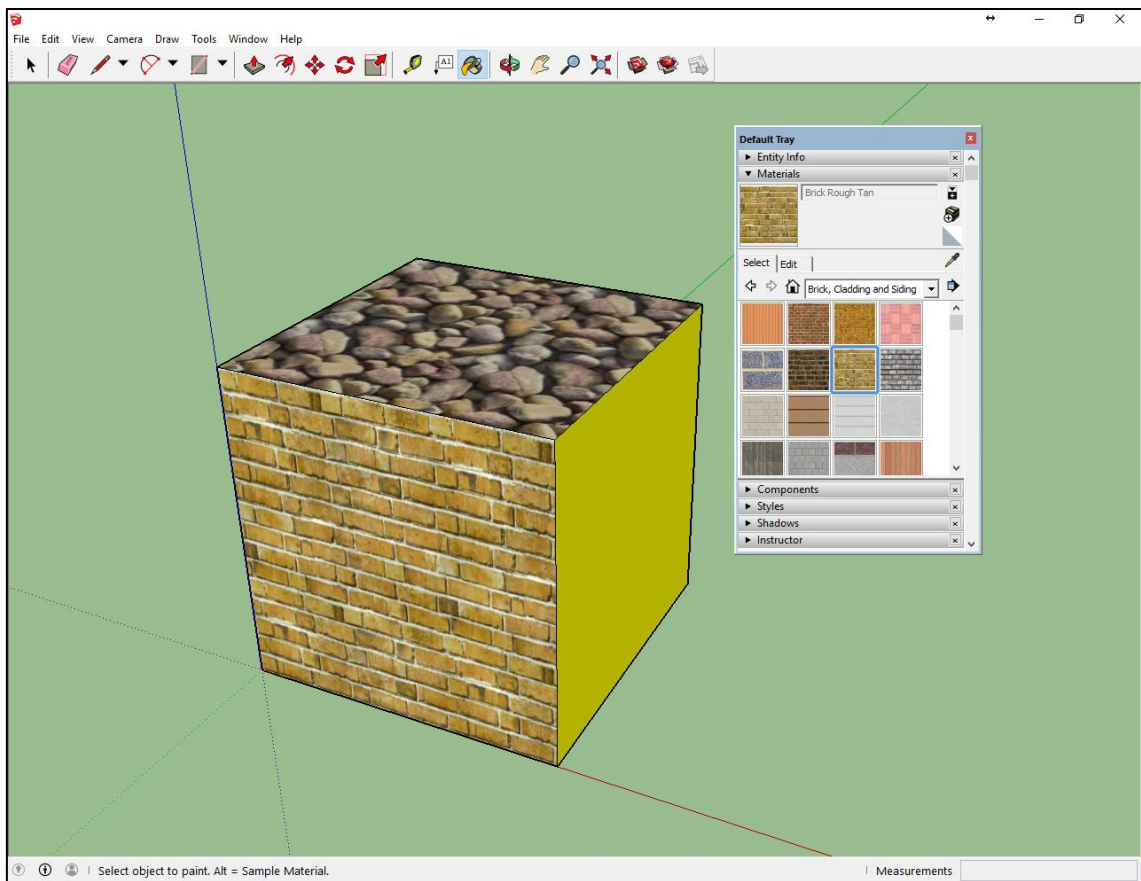 File Edit View Camera Draw Tools Window Help
A1
Default Tray
Entity Info
Materials
Brick Rough Tan
Select Edit
Brick, Cladding and Siding
Components
Styles
Shadows
Instructor
Select object to paint. Alt = Sample Material.
Measurements